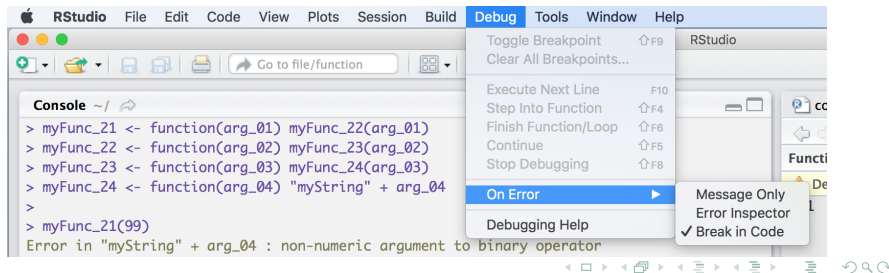 RStudio File Edit Code View Plots Session Build Debug Tools Window Help
RStudio
Go to file/function
Toggle Breakpoint ⇧F9
Clear All Breakpoints...
Execute Next Line F10
Step Into Function ⇧F4
Finish Function/Loop ⇧F6
Continue ⇧F5
Stop Debugging ⇧F8
On Error
Message Only
Error Inspector
✓ Break in Code
Debugging Help
Console ~/
> myFunc_21 <- function(arg_01) myFunc_22(arg_01)
> myFunc_22 <- function(arg_02) myFunc_23(arg_02)
> myFunc_23 <- function(arg_03) myFunc_24(arg_03)
> myFunc_24 <- function(arg_04) "myString" + arg_04
>
> myFunc_21(99)
Error in "myString" + arg_04 : non-numeric argument to binary operator
co
Functi
De
1